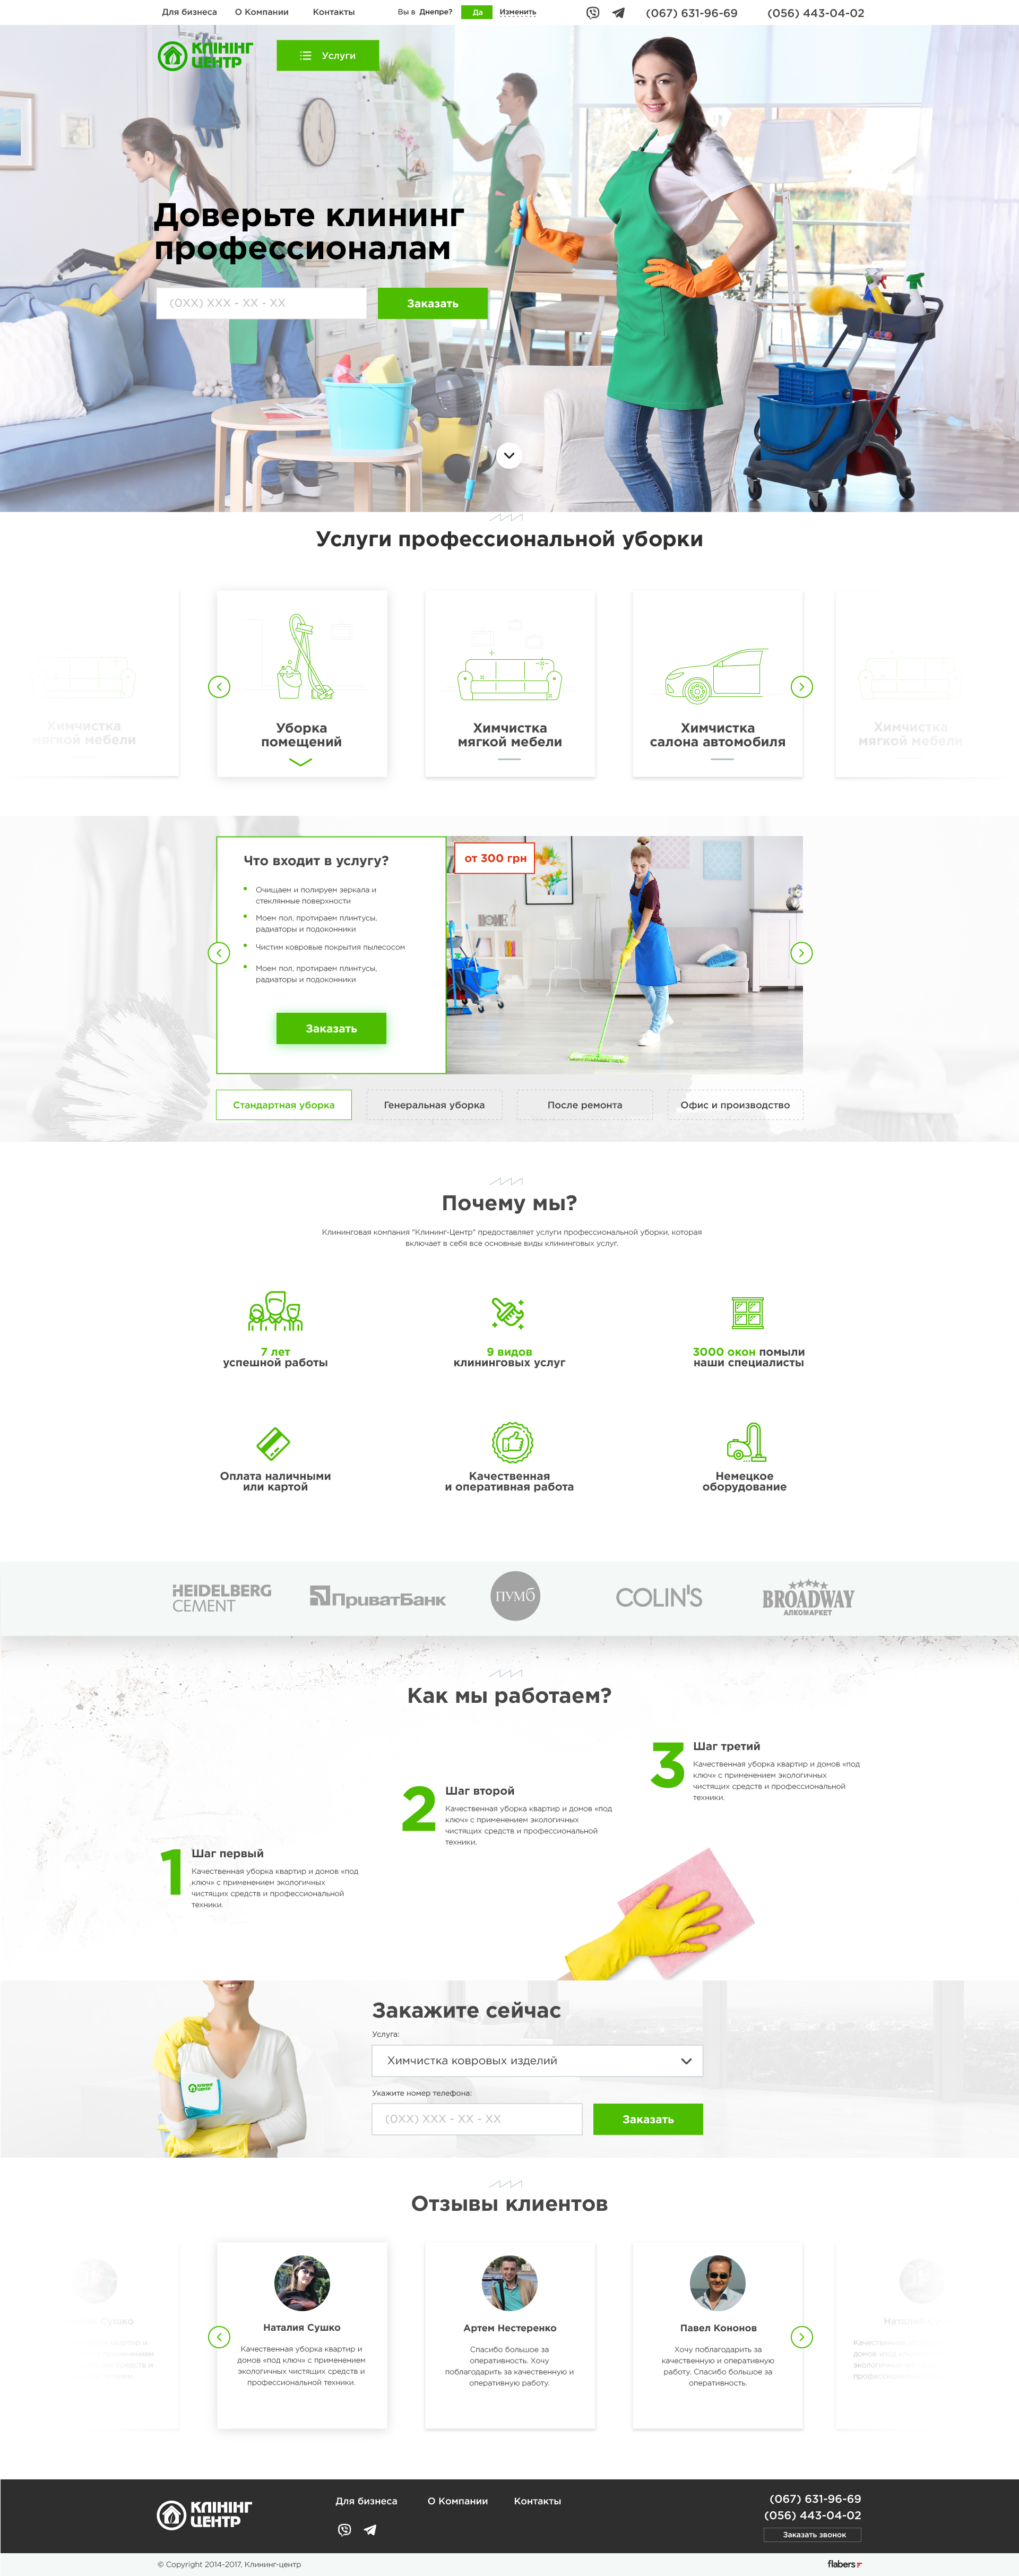 Для бизнеса
О Компании
Контакты
Вы в Днепре?
Да
Изменить
(067) 631-96-69
(056) 443-04-02
КЛІНІНГ
ЦЕНТР
Услуги
Доверьте клининг
профессионалам
(0XX) XXX - XX - XX
Заказать
Услуги профессиональной уборки
Химчистка
мягкой мебели
Уборка
помещений
Химчистка
мягкой мебели
Химчистка
салона автомобиля
Химчистка
мягкой мебели
Что входит в услугу?
Очищаем и полируем зеркала и
стеклянные поверхности
Моем пол, протираем плинтусы,
радиаторы и подоконники
Чистим ковровые покрытия пылесосом
Моем пол, протираем плинтусы,
радиаторы и подоконники
Заказать
от 300 грн
HOME
Стандартная уборка
Генеральная уборка
После ремонта
Офис и производство
Почему мы?
Клининговая компания "Клининг-Центр" предоставляет услуги профессиональной уборки, которая
включает в себя все основные виды клининговых услуг.
7 лет
успешной работы
9 видов
клининговых услуг
3000 окон помыли
наши специалисты
Оплата наличными
или картой
Качественная
и оперативная работа
Немецкое
оборудование
HEIDELBERG
CEMENT
ПриватБанк
ПУМБ
COLIN'S
BROADWAY
АЛКОМАРКЕТ
Как мы работаем?
3
Шаг третий
Качественная уборка квартир и домов «под
ключ» с применением экологичных
чистящих средств и профессиональной
техники.
2
Шаг второй
Качественная уборка квартир и домов «под
ключ» с применением экологичных
чистящих средств и профессиональной
техники.
1
Шаг первый
Качественная уборка квартир и домов «под
ключ» с применением экологичных
чистящих средств и профессиональной
техники.
КЛІНІНГ
ЦЕНТР
Закажите сейчас
Услуга:
Химчистка ковровых изделий
Укажите номер телефона:
(0XX) XXX - XX - XX
Заказать
Отзывы клиентов
Сушко
Наталия Сушко
Качественная уборка квартир и
домов «под ключ» с применением
экологичных чистящих средств и
профессиональной техники.
Артем Нестеренко
Спасибо большое за
оперативность. Хочу
поблагодарить за качественную и
оперативную работу.
Павел Кононов
Хочу поблагодарить за
качественную и оперативную
работу. Спасибо большое за
оперативность.
КЛІНІНГ
ЦЕНТР
Для бизнеса
О Компании
Контакты
(067) 631-96-69
(056) 443-04-02
Заказать звонок
© Copyright 2014-2017, Клининг-центр
flabers